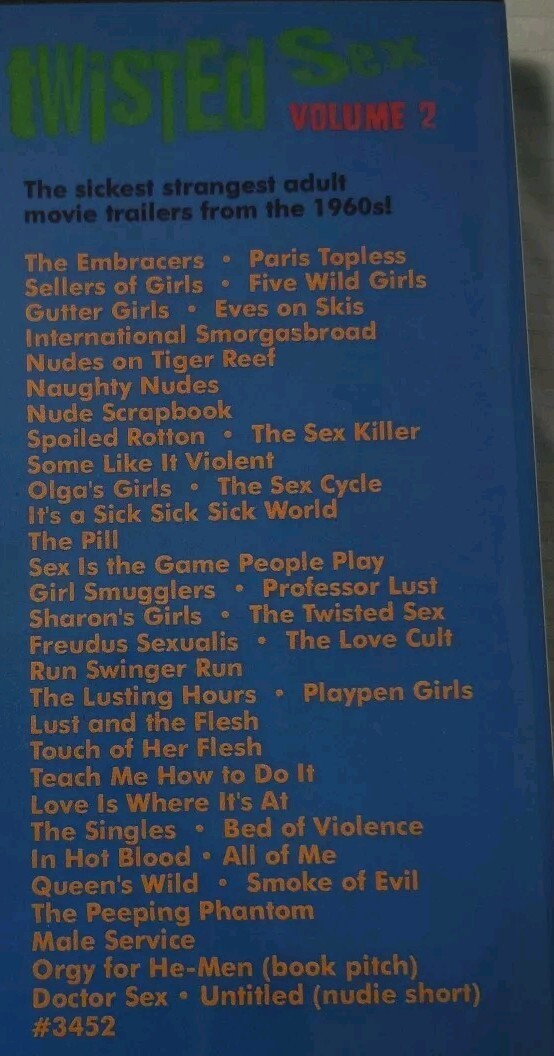 twisted Sex
VOLUME 2
The sickest strangest adult
movie trailers from the 1960s!
The Embracers • Paris Topless
Sellers of Girls • Five Wild Girls
Gutter Girls • Eves on Skis
International Smorgasbroad
Nudes on Tiger Reef
Naughty Nudes
Nude Scrapbook
Spoiled Rotton • The Sex Killer
Some Like It Violent
Olga's Girls • The Sex Cycle
It's a Sick Sick Sick World
The Pill
Sex Is the Game People Play
Girl Smugglers • Professor Lust
Sharon's Girls • The Twisted Sex
Freudus Sexualis • The Love Cult
Run Swinger Run
The Lusting Hours • Playpen Girls
Lust and the Flesh
Touch of Her Flesh
Teach Me How to Do It
Love Is Where It's At
The Singles • Bed of Violence
In Hot Blood • All of Me
Queen's Wild • Smoke of Evil
The Peeping Phantom
Male Service
Orgy for He-Men (book pitch)
Doctor Sex • Untitled (nudie short)
#3452